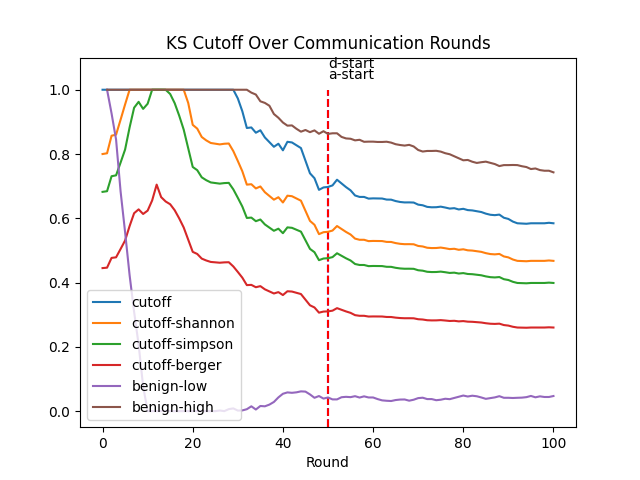 KS Cutoff Over Communication Rounds
d-start
a-start
1.0
0.8
0.6
0.4
0.2
0.0
cutoff
cutoff-shannon
cutoff-simpson
cutoff-berger
benign-low
benign-high
0 20 40 60 80 100
Round